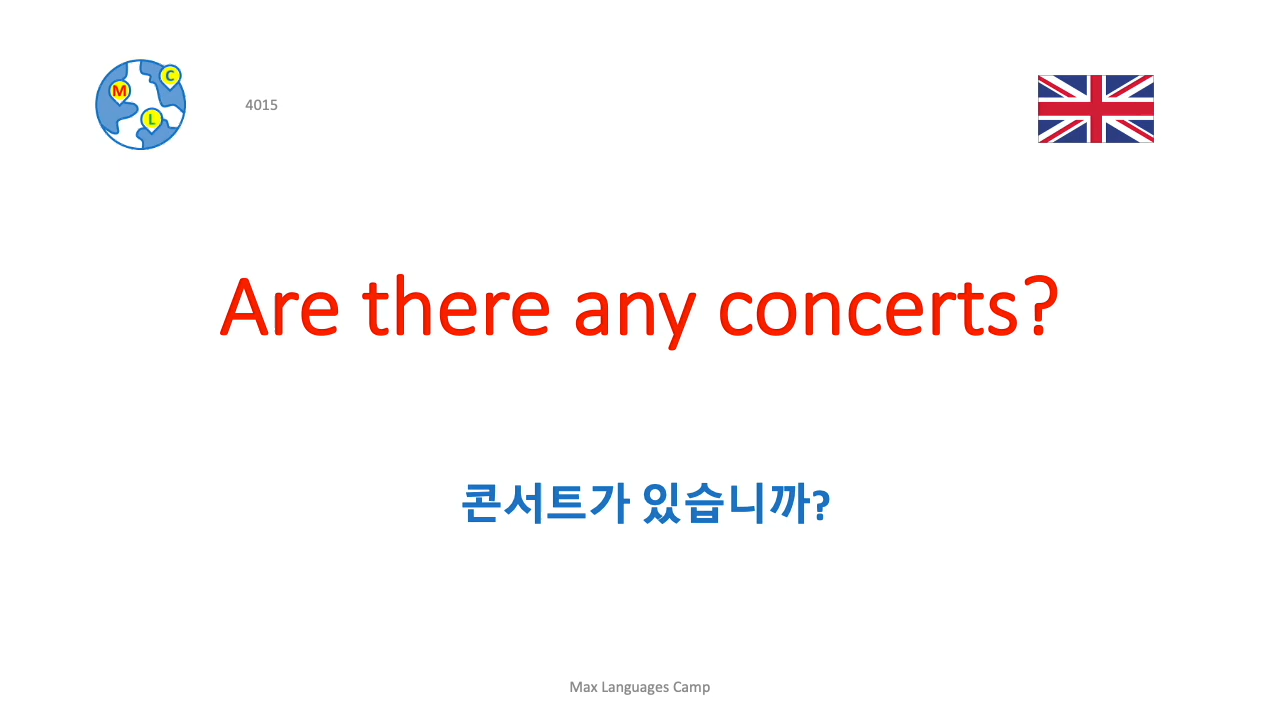 M
C
L
4015
Are there any concerts?
콘서트가 있습니까?
Max Languages Camp